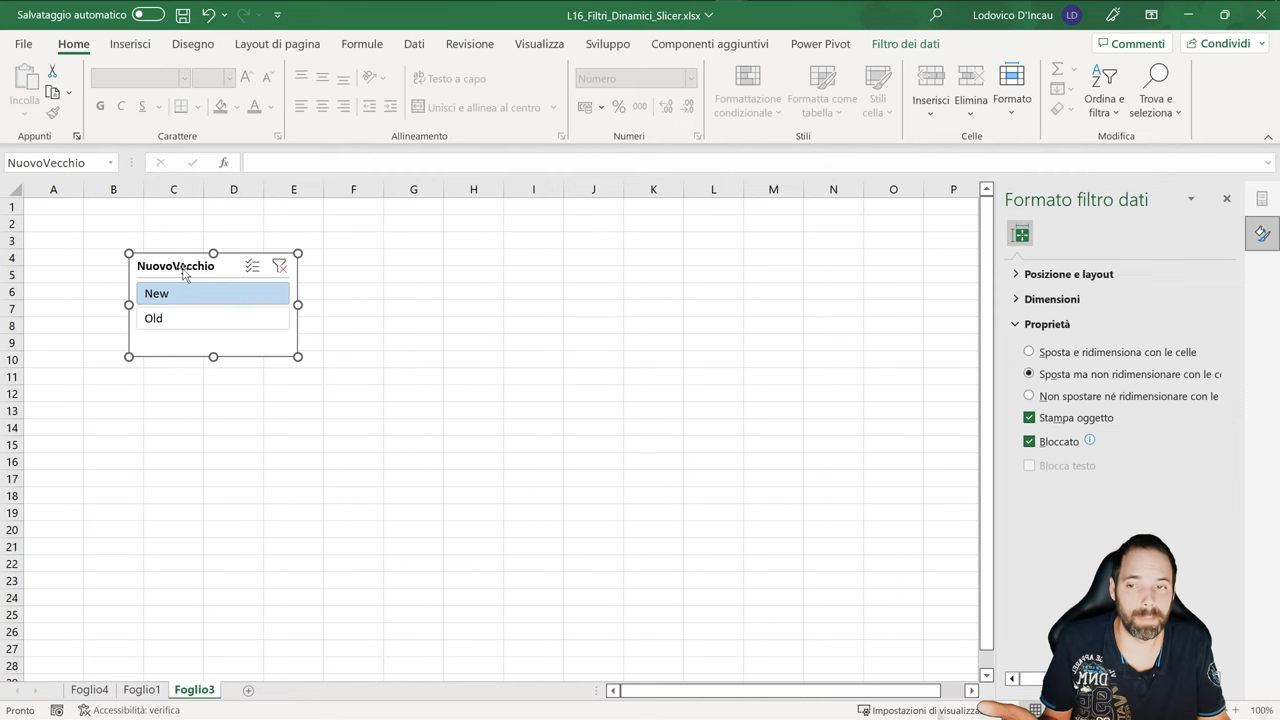 Salvataggio automatico
L16_Filtri_Dinamici_Slicer.xlsx
Lodovico D'Incau
LD
File
Home
Inserisci
Disegno
Layout di pagina
Formule
Dati
Revisione
Visualizza
Sviluppo
Componenti aggiuntivi
Power Pivot
Filtro dei dati
Commenti
Condividi
Incolla
G C S
Testo a capo
Unisci e allinea al centro
Numero
% 000
Formattazione condizionale
Formatta come tabella
Stili cella
Inserisci
Elimina
Formato
Ordina e filtra
Trova e seleziona
Appunti
Carattere
Allineamento
Numeri
Stili
Celle
Modifica
NuovoVecchio
fx
A B C D E F G H I J K L M N O P
1
2
3
4
5
6
7
8
9
10
11
12
13
14
15
16
17
18
19
20
21
22
23
24
25
26
27
28
NuovoVecchio
New
Old
Formato filtro dati
Posizione e layout
Dimensioni
Proprietà
Sposta e ridimensiona con le celle
Sposta ma non ridimensionare con le c
Non spostare né ridimensionare con le
Stampa oggetto
Bloccato
Blocca testo
Foglio4
Foglio1
Foglio3
Pronto
Accessibilità: verifica
Impostazioni di visualizza
100%